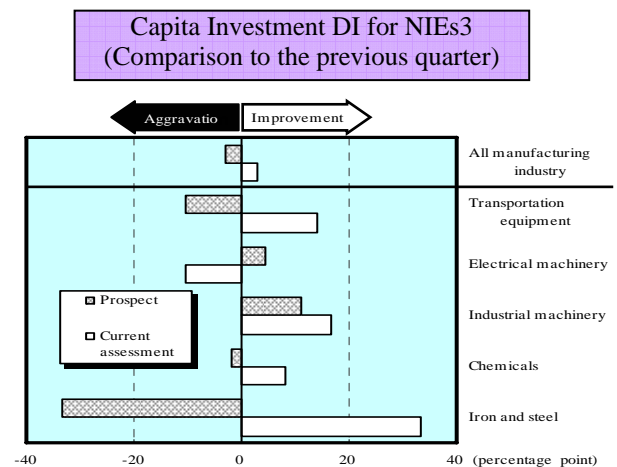 Capita Investment DI for NIEs3
(Comparison to the previous quarter)
Aggravatio
Improvement
All manufacturing
industry
Transportation
equipment
Electrical machinery
Industrial machinery
Chemicals
Iron and steel
Prospect
Current
assessment
-40 -20 0 20 40 (percentage point)